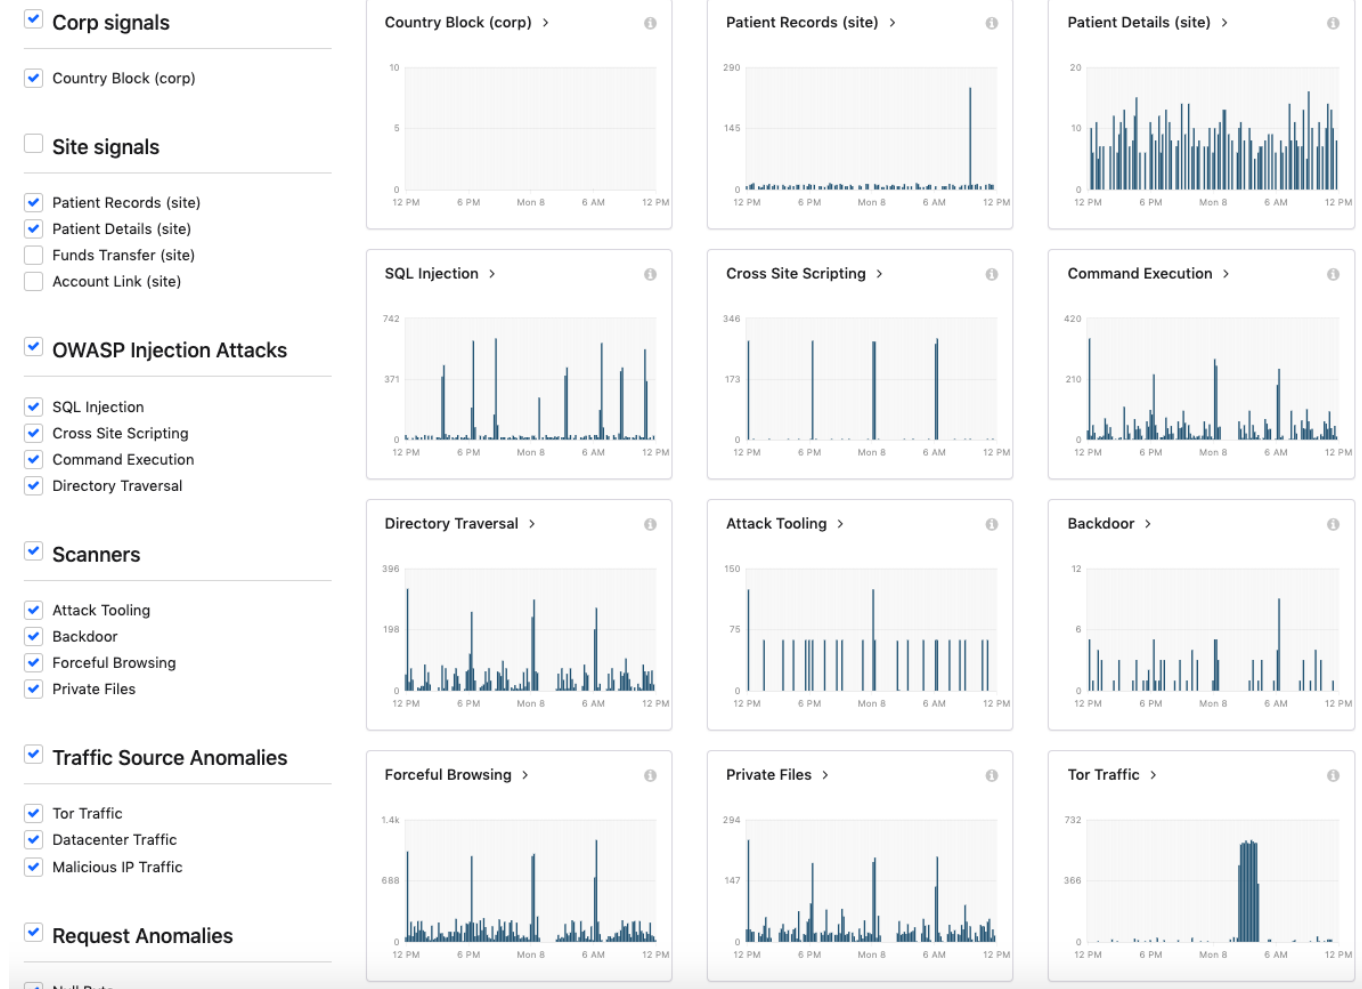 Corp signals
Country Block (corp)
Site signals
Patient Records (site)
Patient Details (site)
Funds Transfer (site)
Account Link (site)
OWASP Injection Attacks
SQL Injection
Cross Site Scripting
Command Execution
Directory Traversal
Scanners
Attack Tooling
Backdoor
Forceful Browsing
Private Files
Traffic Source Anomalies
Tor Traffic
Datacenter Traffic
Malicious IP Traffic
Request Anomalies
Country Block (corp) >
10
5
0
12 PM 6 PM Mon 8 6 AM 12 PM
Patient Records (site) >
290
145
0
12 PM 6 PM Mon 8 6 AM 12 PM
Patient Details (site) >
20
10
0
12 PM 6 PM Mon 8 6 AM 12 PM
SQL Injection >
742
371
0
12 PM 6 PM Mon 8 6 AM 12 PM
Cross Site Scripting >
346
173
0
12 PM 6 PM Mon 8 6 AM 12 PM
Command Execution >
420
210
0
12 PM 6 PM Mon 8 6 AM 12 PM
Directory Traversal >
396
198
0
12 PM 6 PM Mon 8 6 AM 12 PM
Attack Tooling >
150
75
0
12 PM 6 PM Mon 8 6 AM 12 PM
Backdoor >
12
6
0
12 PM 6 PM Mon 8 6 AM 12 PM
Forceful Browsing >
1.4k
688
0
12 PM 6 PM Mon 8 6 AM 12 PM
Private Files >
294
147
0
12 PM 6 PM Mon 8 6 AM 12 PM
Tor Traffic >
732
366
0
12 PM 6 PM Mon 8 6 AM 12 PM